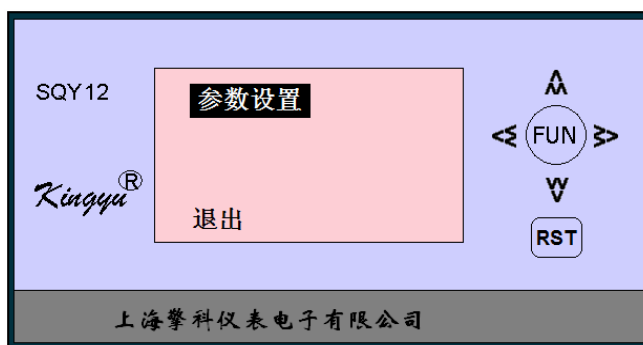 SQY12
参数设置
FUN
Kingyu®
退出
RST
上海擎科仪表电子有限公司